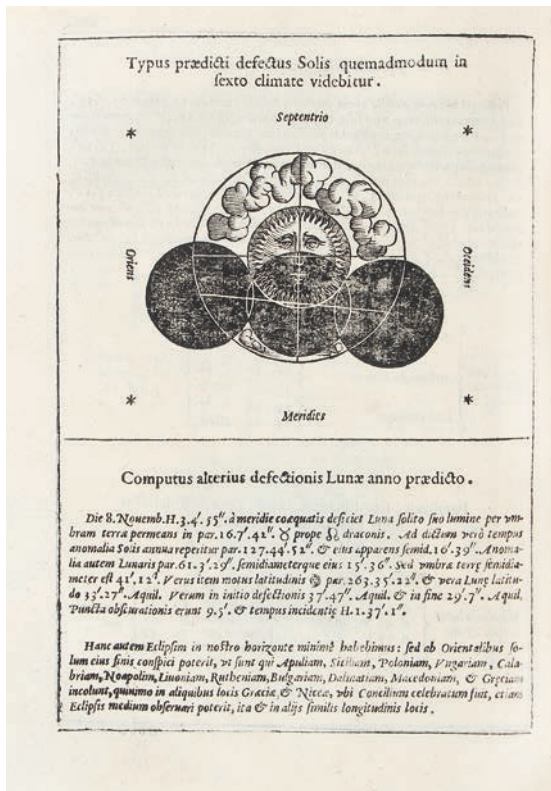 Typus prædicti defectus Solis quemadmodum in
sexto climate videbitur.
Septentrio
Oriens
Occidens
Meridies
Computus alterius defectionis Lunæ anno prædicto.
Die 8. Nouemb. H. 3. 4'. 55''. à meridie coæquatis deficiet Luna solito suo lumine per vm-
bram terræ permeans in par. 16. 7'. 42''. ♉ prope ☊ draconis. Ad dictum verò tempus
anomalia Solis annua reperitur par. 127. 44'. 52''. & eius apparens semid. 16'. 39''. Anoma-
lia autem Lunaris par. 61. 3'. 29''. semidiameterque eius 15'. 36''. Sed vmbræ terrę semidia-
meter est 41'. 12''. Verus item motus latitudinis par. 263. 35'. 22''. & vera Lunę latitu-
do 33'. 27''. Aquil. Verum in initio defectionis 37'. 47''. Aquil. & in fine 29'. 7''. Aquil.
Puncta obscurationis erunt 9. 5'. & tempus incidentię H. 1. 37'. 1''.
Hanc autem Eclipsim in nostro horizonte minimè habebimus: sed ab Orientalibus so-
lum eius finis conspici poterit, vt sunt qui Apuliam, Siciliam, Poloniam, Vngariam, Cala-
briam, Noapolim, Liuoniam, Rutheniam, Bulgariam, Dalmatiam, Macedoniam, & Gręciam
incolunt, quinimo in aliquibus locis Græciæ, & Niceæ, vbi Concilium celebratum fuit, etiam
Eclipsis medium obseruari poterit, ita & in alijs similis longitudinis locis.